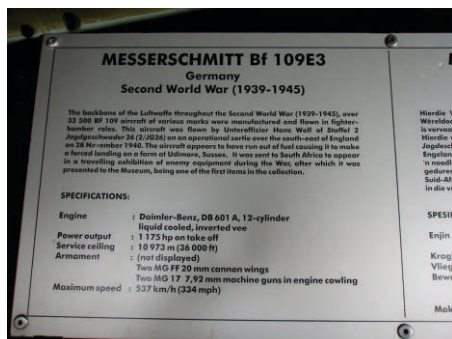 MESSERSCHMITT Bf 109E3
Germany
Second World War (1939-1945)
The backbone of the Luftwaffe throughout the Second World War (1939-1945), over
33 500 BF 109 aircraft of various marks were manufactured and flown in fighter-
bomber roles. This aircraft was flown by Unteroffizier Hans Wolf of Staffel 2
Jagdgeschwader 26 (2/JG26) on an operational sortie over the south-east of England
on 28 November 1940. The aircraft appears to have run out of fuel causing it to make
a forced landing on a farm at Udimore, Sussex. It was sent to South Africa to appear
in a travelling exhibition of enemy equipment during the War, after which it was
presented to the Museum, being one of the first items in the collection.
SPECIFICATIONS:
Engine : Daimler-Benz, DB 601 A, 12-cylinder
liquid cooled, inverted vee
Power output : 1 175 hp on take off
Service ceiling : 10 973 m (36 000 ft)
Armament : (not displayed)
Two MG FF 20 mm cannon wings
Two MG 17 7,92 mm machine guns in engine cowling
Maximum speed : 537 km/h (334 mph)
M
Hierdie
Wêreldoo
is vervaa
Hierdie v
Jagdesch
Engeland
'n noodl
gedure
Suid-Af
in die v
SPESIF
Enjin
Krag
Vlieg
Bew
Mak